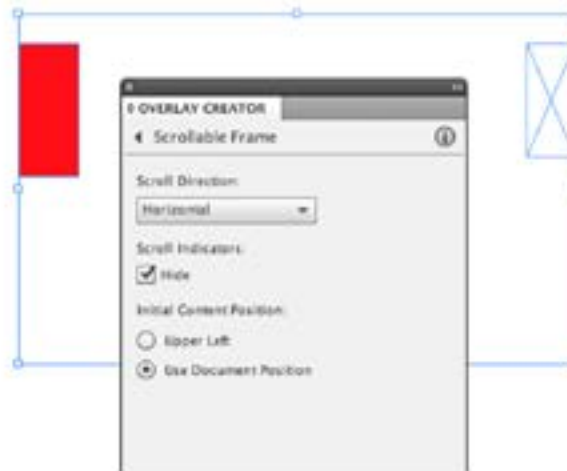 OVERLAY CREATOR
Scrollable Frame
Scroll Direction:
Horizontal
Scroll Indicators:
Hide
Initial Content Position:
Upper Left
Use Document Position